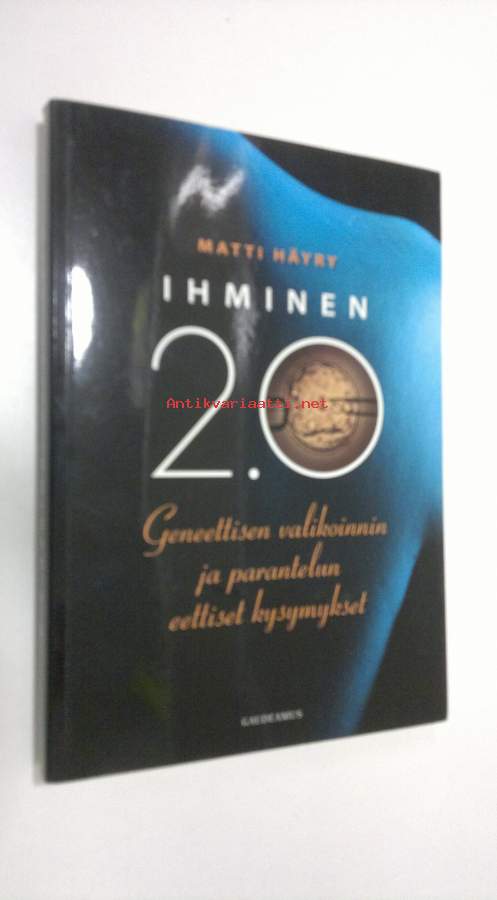 MATTI HÄYRY
IHMINEN
2.0
Antikvariaatti.net
Geneettisen valikoinnin
ja parantelun
eettiset kysymykset
GAUDEAMUS